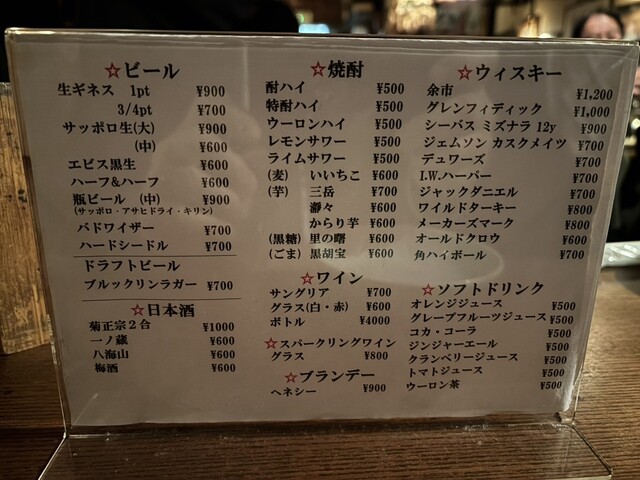 ☆ビール
生ギネス 1pt ¥900
3/4pt ¥700
サッポロ生(大) ¥900
(中) ¥600
エビス黒生 ¥600
ハーフ&ハーフ ¥600
瓶ビール (中) ¥900
(サッポロ・アサヒドライ・キリン)
バドワイザー ¥700
ハードシードル ¥700
ドラフトビール
ブルックリンラガー ¥700
☆日本酒
菊正宗2合 ¥1000
一ノ蔵 ¥600
八海山 ¥600
梅酒 ¥600
☆焼酎
酎ハイ ¥500
特酎ハイ ¥500
ウーロンハイ ¥500
レモンサワー ¥500
ライムサワー ¥500
(麦) いいちこ ¥600
(芋) 三岳 ¥700
瀞々 ¥600
からり芋 ¥600
(黒糖) 里の曙 ¥600
(ごま) 黒胡宝 ¥600
☆ワイン
サングリア ¥700
グラス(白・赤) ¥600
ボトル ¥4000
☆スパークリングワイン
グラス ¥800
☆ブランデー
ヘネシー ¥900
☆ウィスキー
余市 ¥1,200
グレンフィディック ¥1,000
シーバス ミズナラ 12y ¥900
ジェムソン カスクメイツ ¥700
デュワーズ ¥700
I.W.ハーパー ¥700
ジャックダニエル ¥700
ワイルドターキー ¥800
メーカーズマーク ¥800
オールドクロウ ¥600
角ハイボール ¥700
☆ソフトドリンク
オレンジジュース ¥500
グレープフルーツジュース ¥500
コカ・コーラ ¥500
ジンジャーエール ¥500
クランベリージュース ¥500
トマトジュース ¥500
ウーロン茶 ¥500